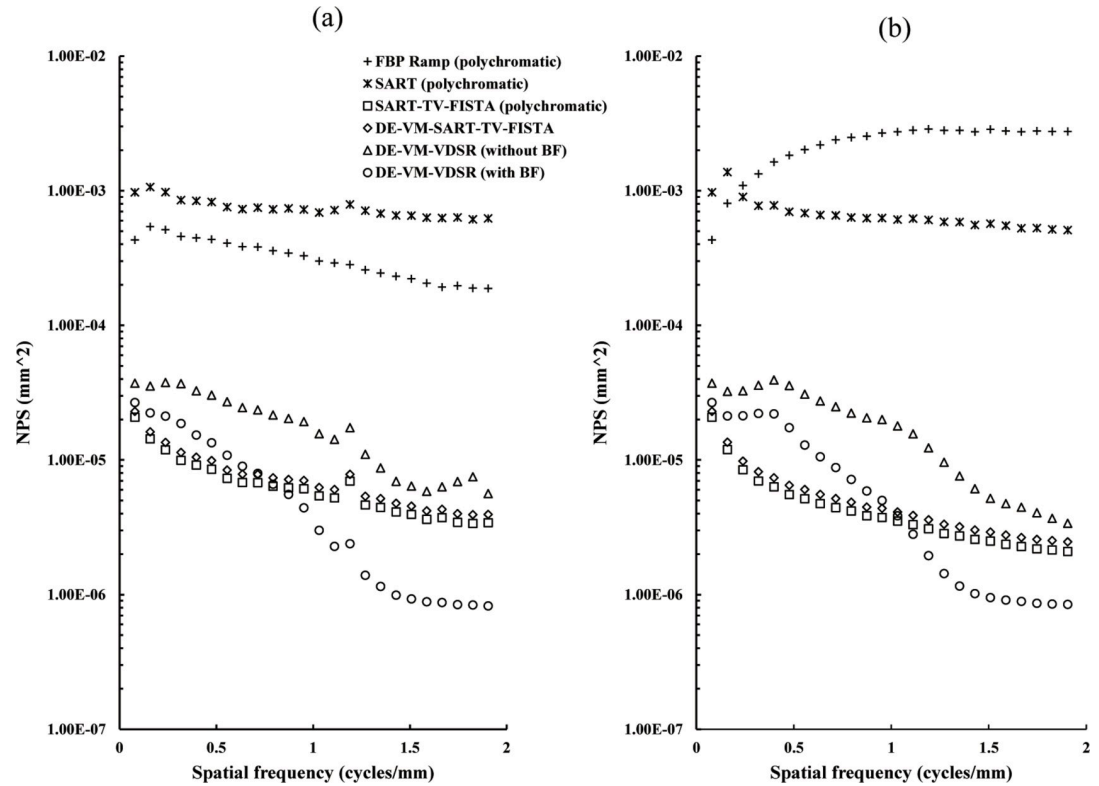 (a)
(b)
1.00E-02
1.00E-03
1.00E-04
1.00E-05
1.00E-06
1.00E-07
NPS (mm^2)
0 0.5 1 1.5 2
Spatial frequency (cycles/mm)
FBP Ramp (polychromatic)
SART (polychromatic)
SART-TV-FISTA (polychromatic)
DE-VM-SART-TV-FISTA
DE-VM-VDSR (without BF)
DE-VM-VDSR (with BF)
1.00E-02
1.00E-03
1.00E-04
1.00E-05
1.00E-06
1.00E-07
NPS (mm^2)
0 0.5 1 1.5 2
Spatial frequency (cycles/mm)